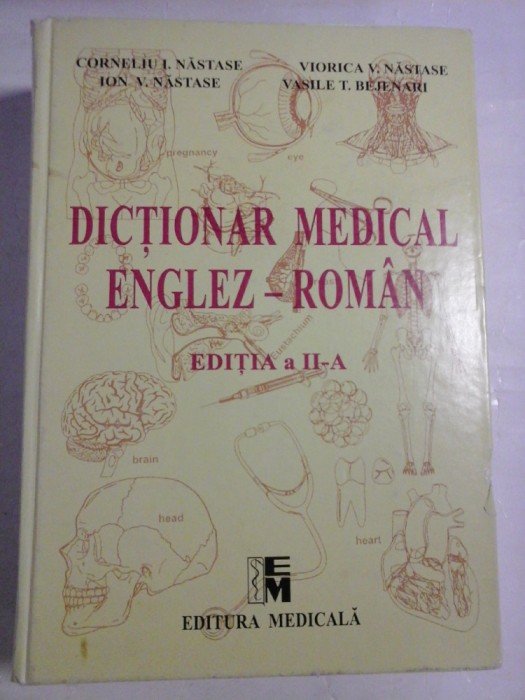 CORNELIU I. NĂSTASE VIORICA V. NĂSTASE
ION V. NĂSTASE VASILE T. BEJENARI
pregnancy
eye
DICȚIONAR MEDICAL
ENGLEZ – ROMÂN
Eustachium
EDIȚIA a II-A
brain
head
heart
EM
EDITURA MEDICALĂ